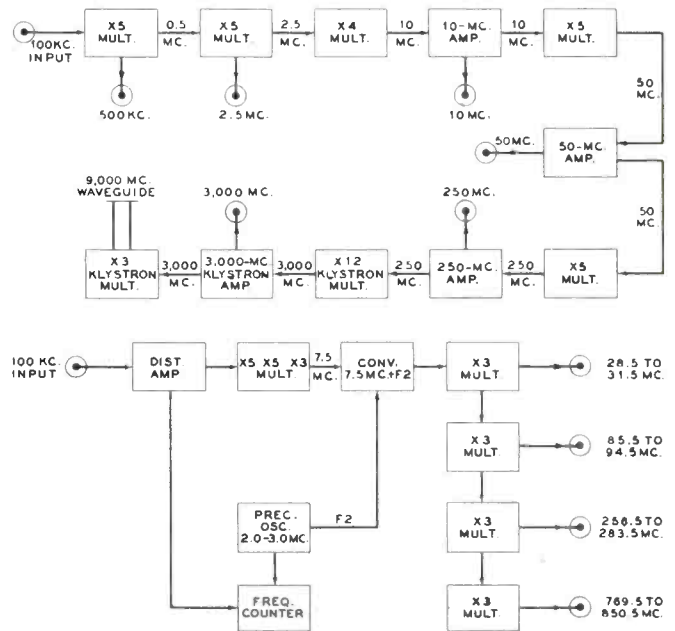 100KC.
INPUT
X5
MULT.
0.5
MC.
X5
MULT.
2.5
MC.
X4
MULT.
10
MC.
10-MC.
AMP.
10
MC.
X5
MULT.
500KC.
2.5MC.
10MC.
50
MC.
50MC.
50-MC.
AMP.
50
MC.
9,000 MC.
WAVEGUIDE
3,000 MC.
250MC.
X3
KLYSTRON
MULT.
3,000
MC.
3,000-MC.
KLYSTRON
AMP.
3,000
MC.
X12
KLYSTRON
MULT.
250
MC.
250-MC.
AMP.
250
MC.
X5
MULT.
100 KC.
INPUT
DIST
AMP
X5 X5 X3
MULT.
7.5
MC.
CONV.
7.5MC.+F2
X3
MULT.
28.5 TO
31.5 MC.
X3
MULT.
85.5 TO
94.5MC.
PREC.
OSC.
2.0-3.0MC.
F2
X3
MULT.
256.5 TO
283.5MC.
FREQ.
COUNTER
X3
MULT.
769.5 TO
850.5 MC.